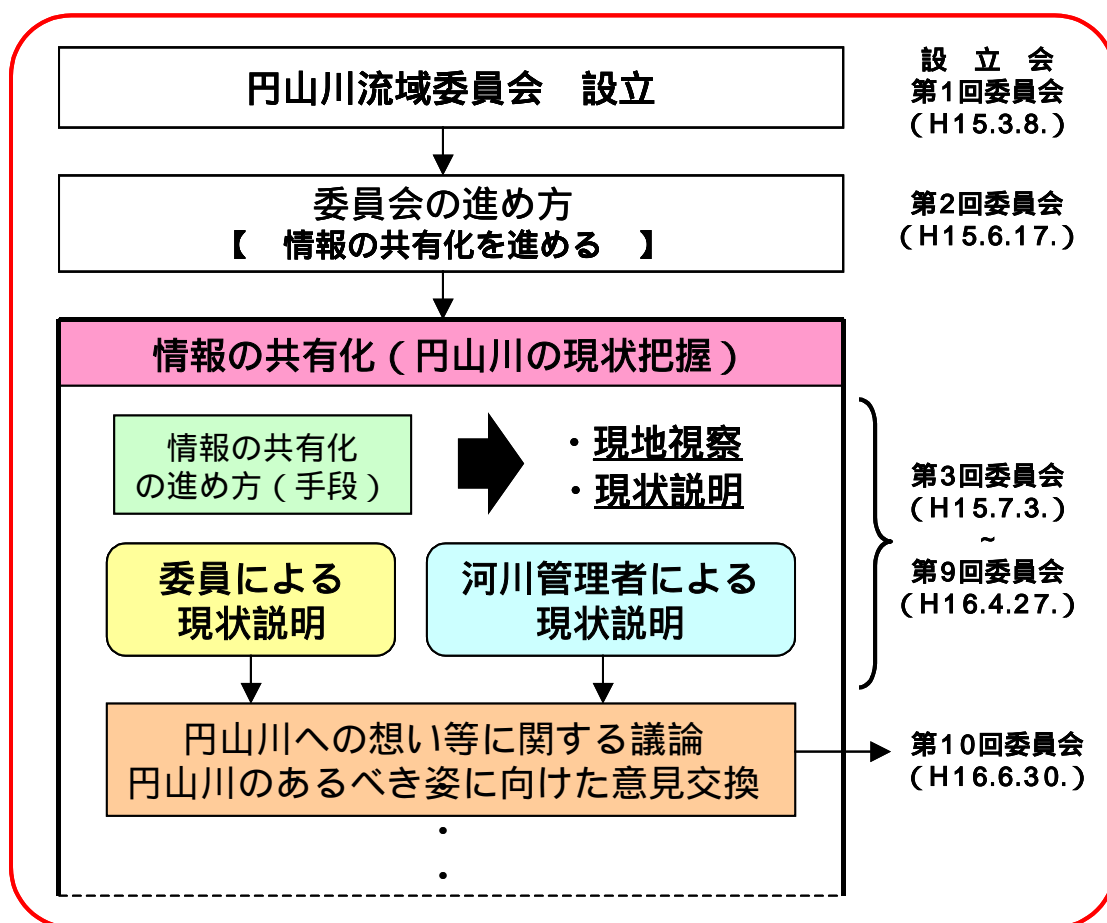 円山川流域委員会　設立
設　立　会
第1回委員会
（H15.3.8.）
委員会の進め方
【　情報の共有化を進める　】
第2回委員会
（H15.6.17.）
情報の共有化（円山川の現状把握）
情報の共有化
の進め方（手段）
・現地視察
・現状説明
委員による
現状説明
河川管理者による
現状説明
第3回委員会
（H15.7.3.）
~
第9回委員会
（H16.4.27.）
円山川への想い等に関する議論
円山川のあるべき姿に向けた意見交換
第10回委員会
（H16.6.30.）
・
・